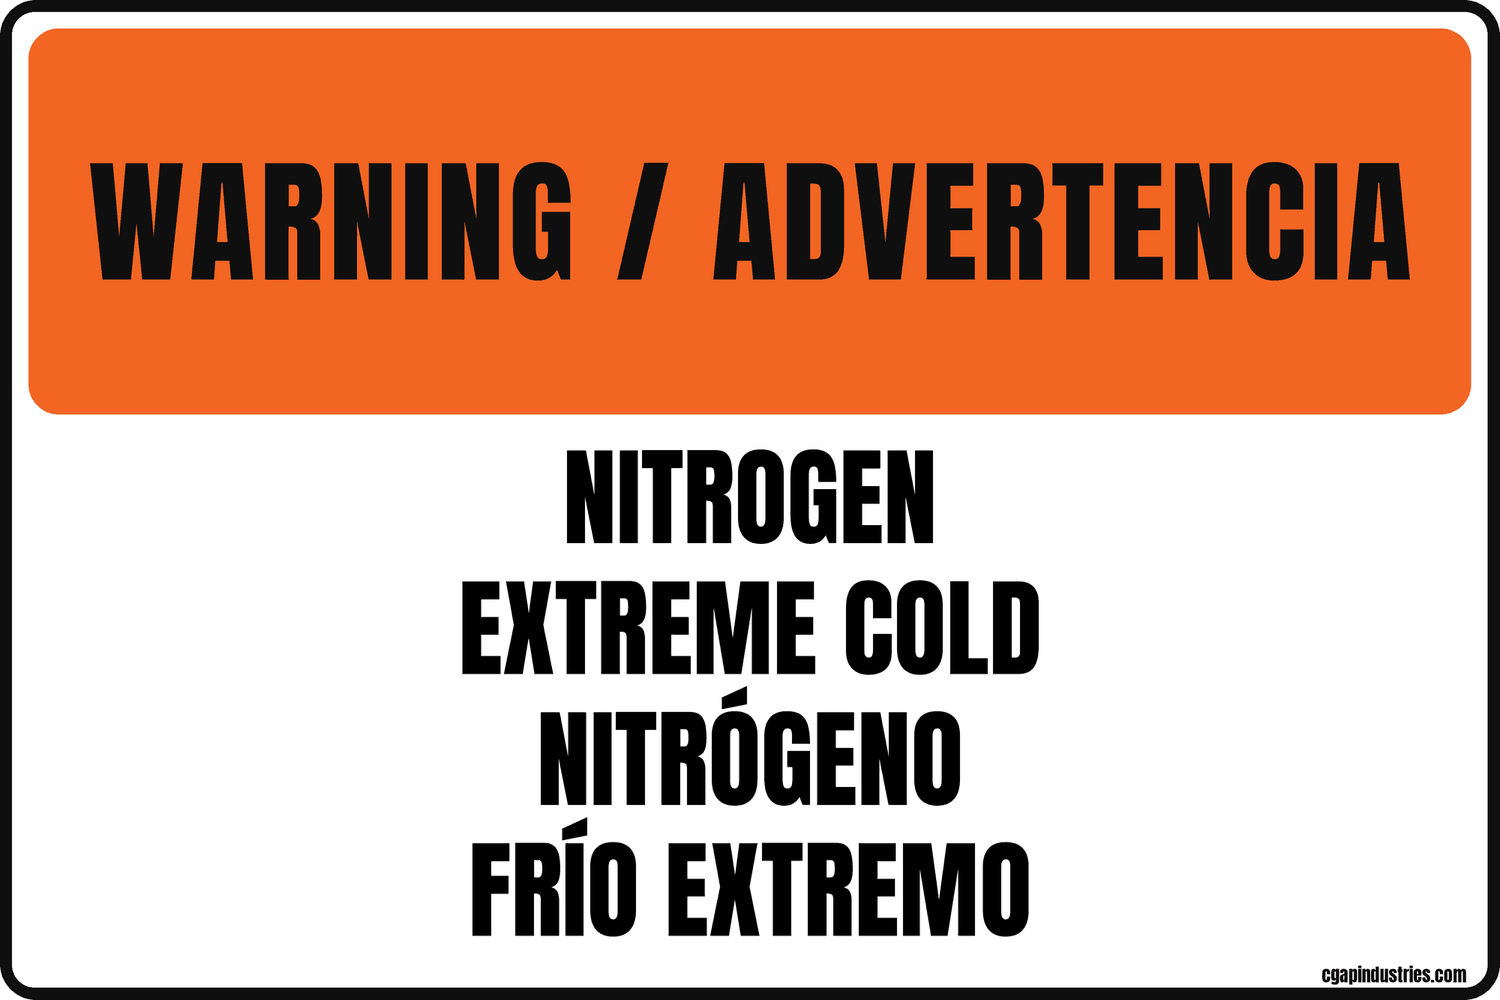 WARNING / ADVERTENCIA
NITROGEN
EXTREME COLD
NITRÓGENO
FRÍO EXTREMO
cgapindustries.com